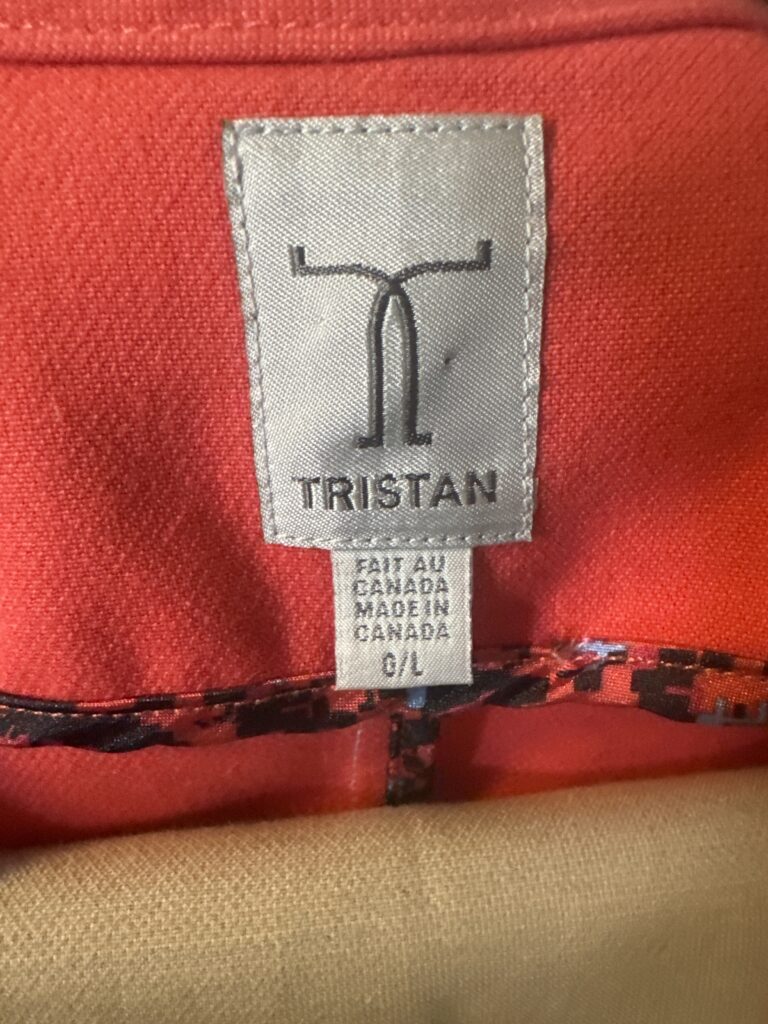 TRISTAN
FAIT AU
CANADA
MADE IN
CANADA
G/L